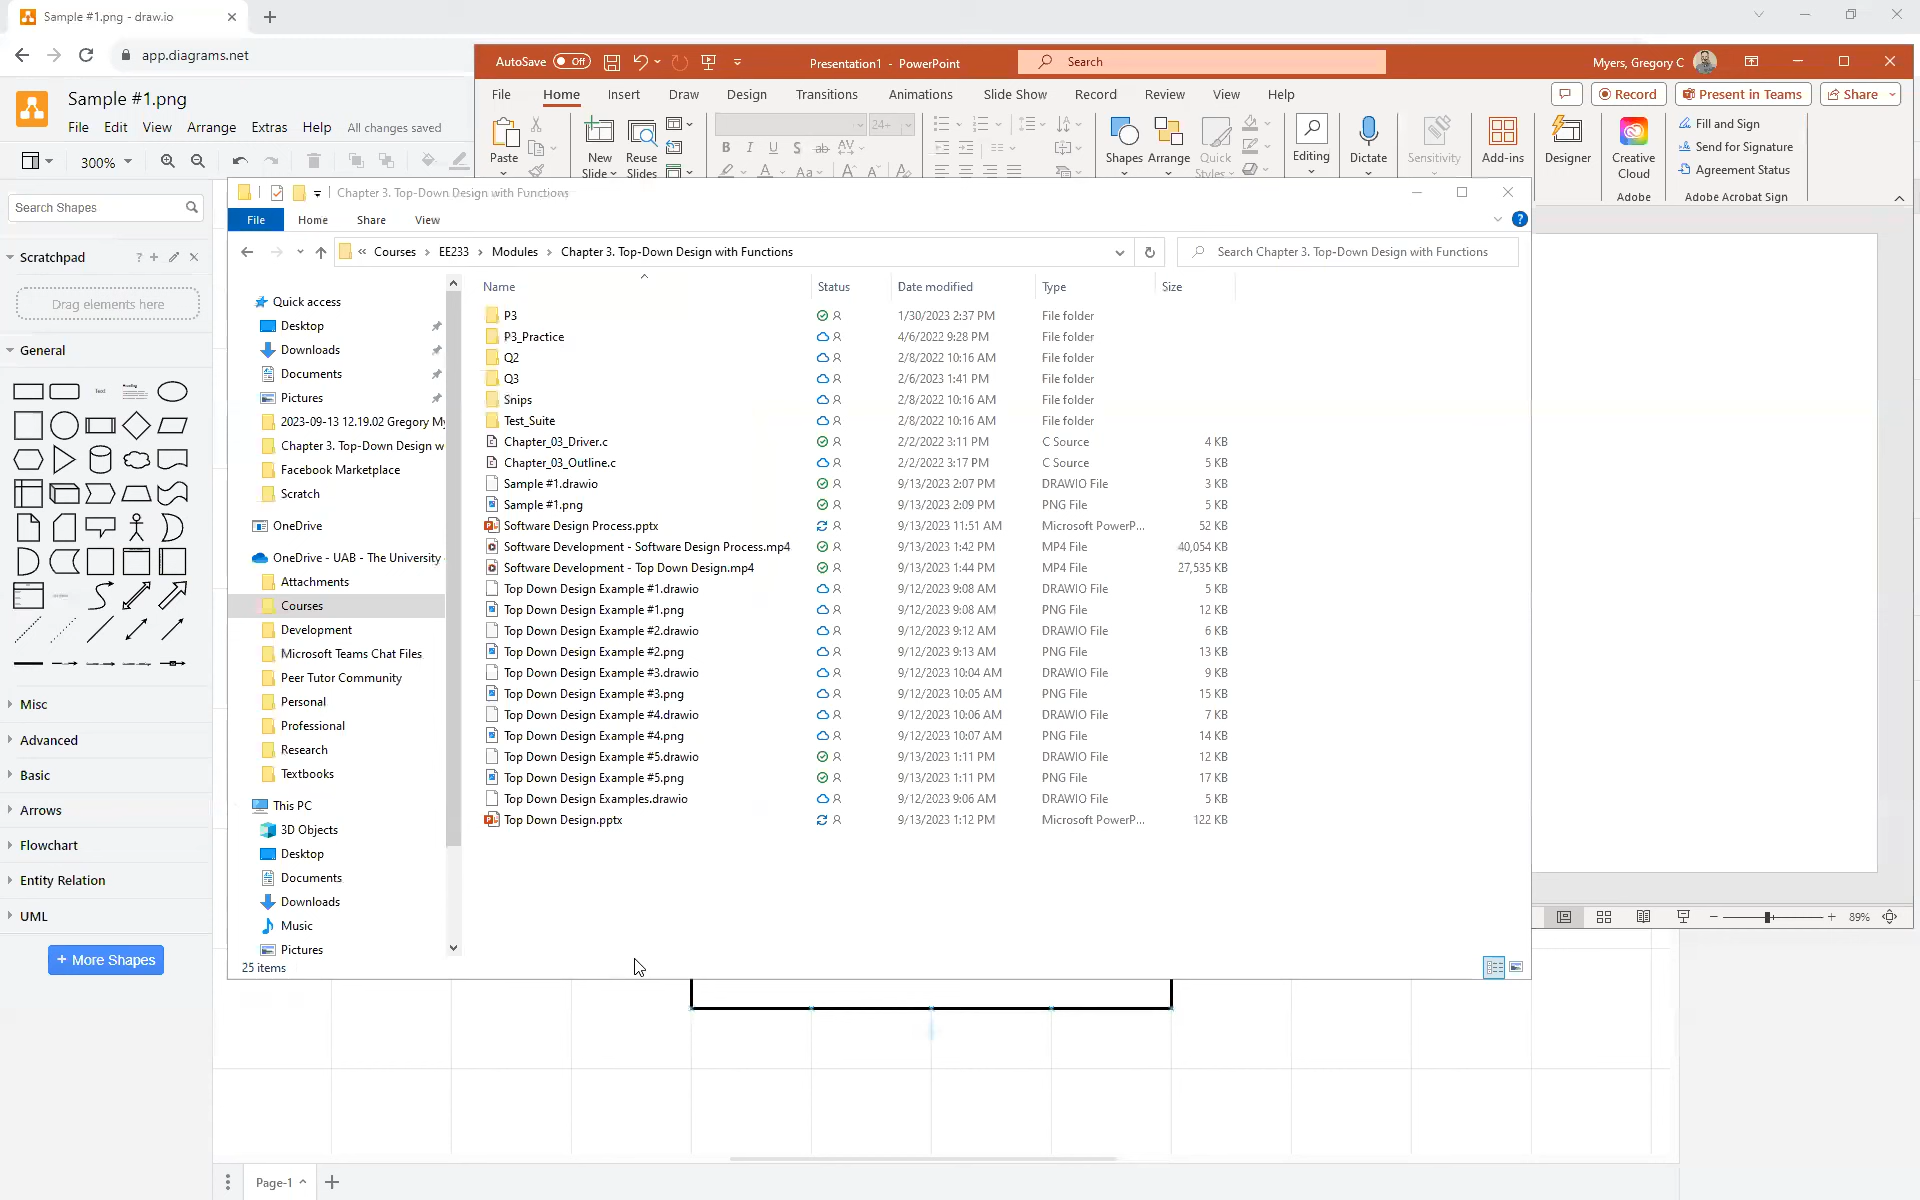 Sample #1.png - draw.io
app.diagrams.net
Sample #1.png
File Edit View Arrange Extras Help All changes saved
300%
Search Shapes
Scratchpad
?
Drag elements here
General
Text
Heading
Misc
Advanced
Basic
Arrows
Flowchart
Entity Relation
UML
+ More Shapes
Page-1
AutoSave Off
Presentation1 - PowerPoint
Search
Myers, Gregory C
File Home Insert Draw Design Transitions Animations Slide Show Record Review View Help
Record
Present in Teams
Share
Paste
New Slide
Reuse Slides
24+
B I U S ab AV
A Aa A A A
Shapes
Arrange
Quick Styles
Editing
Dictate
Sensitivity
Add-ins
Designer
Creative Cloud
Fill and Sign
Send for Signature
Agreement Status
Adobe
Adobe Acrobat Sign
89%
Chapter 3. Top-Down Design with Functions
File Home Share View
?
« Courses › EE233 › Modules › Chapter 3. Top-Down Design with Functions
Search Chapter 3. Top-Down Design with Functions
Quick access
Desktop
Downloads
Documents
Pictures
2023-09-13 12.19.02 Gregory My
Chapter 3. Top-Down Design w
Facebook Marketplace
Scratch
OneDrive
OneDrive - UAB - The University
Attachments
Courses
Development
Microsoft Teams Chat Files
Peer Tutor Community
Personal
Professional
Research
Textbooks
This PC
3D Objects
Desktop
Documents
Downloads
Music
Pictures
25 items
Name Status Date modified Type Size
P3 1/30/2023 2:37 PM File folder
P3_Practice 4/6/2022 9:28 PM File folder
Q2 2/8/2022 10:16 AM File folder
Q3 2/6/2023 1:41 PM File folder
Snips 2/8/2022 10:16 AM File folder
Test_Suite 2/8/2022 10:16 AM File folder
Chapter_03_Driver.c 2/2/2022 3:11 PM C Source 4 KB
Chapter_03_Outline.c 2/2/2022 3:17 PM C Source 5 KB
Sample #1.drawio 9/13/2023 2:07 PM DRAWIO File 3 KB
Sample #1.png 9/13/2023 2:09 PM PNG File 5 KB
Software Design Process.pptx 9/13/2023 11:51 AM Microsoft PowerP... 52 KB
Software Development - Software Design Process.mp4 9/13/2023 1:42 PM MP4 File 40,054 KB
Software Development - Top Down Design.mp4 9/13/2023 1:44 PM MP4 File 27,535 KB
Top Down Design Example #1.drawio 9/12/2023 9:08 AM DRAWIO File 5 KB
Top Down Design Example #1.png 9/12/2023 9:08 AM PNG File 12 KB
Top Down Design Example #2.drawio 9/12/2023 9:12 AM DRAWIO File 6 KB
Top Down Design Example #2.png 9/12/2023 9:13 AM PNG File 13 KB
Top Down Design Example #3.drawio 9/12/2023 10:04 AM DRAWIO File 9 KB
Top Down Design Example #3.png 9/12/2023 10:05 AM PNG File 15 KB
Top Down Design Example #4.drawio 9/12/2023 10:06 AM DRAWIO File 7 KB
Top Down Design Example #4.png 9/12/2023 10:07 AM PNG File 14 KB
Top Down Design Example #5.drawio 9/13/2023 1:11 PM DRAWIO File 12 KB
Top Down Design Example #5.png 9/13/2023 1:11 PM PNG File 17 KB
Top Down Design Examples.drawio 9/12/2023 9:06 AM DRAWIO File 5 KB
Top Down Design.pptx 9/13/2023 1:12 PM Microsoft PowerP... 122 KB